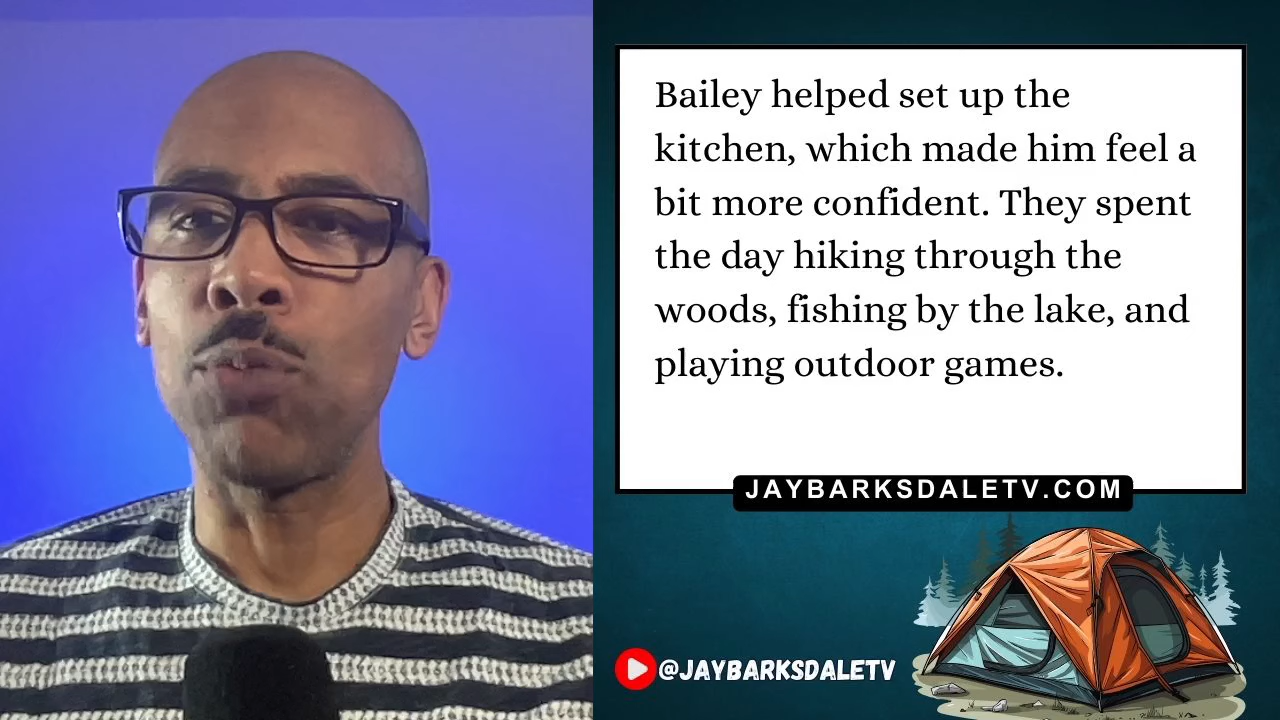 Bailey helped set up the
kitchen, which made him feel a
bit more confident. They spent
the day hiking through the
woods, fishing by the lake, and
playing outdoor games.
JAYBARKSDALETV.COM
@JAYBARKSDALETV